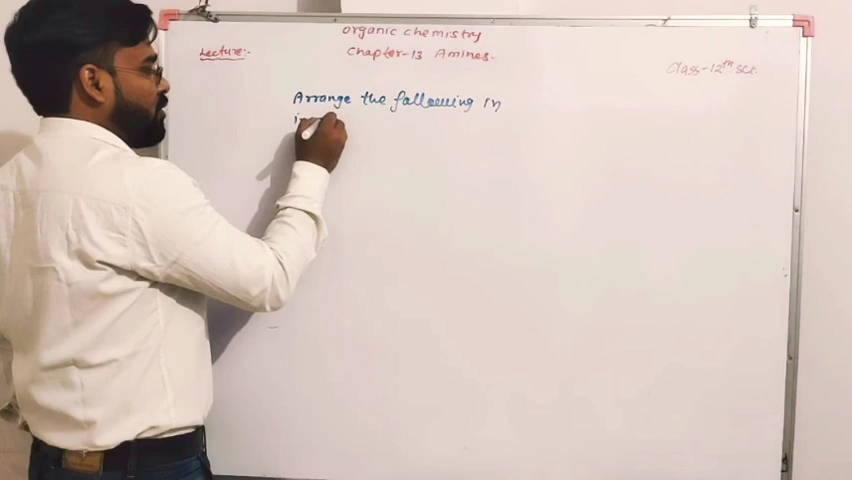 Organic chemistry
Lecture:-
Chapter-13 Amines.
Class-12th sci.
Arrange the following in